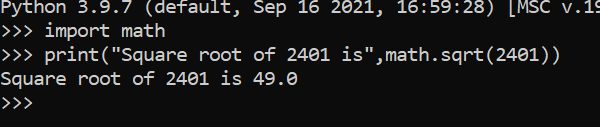 Python 3.9.7 (default, Sep 16 2021, 16:59:28) [MSC v.19
>>> import math
>>> print("Square root of 2401 is",math.sqrt(2401))
Square root of 2401 is 49.0
>>>